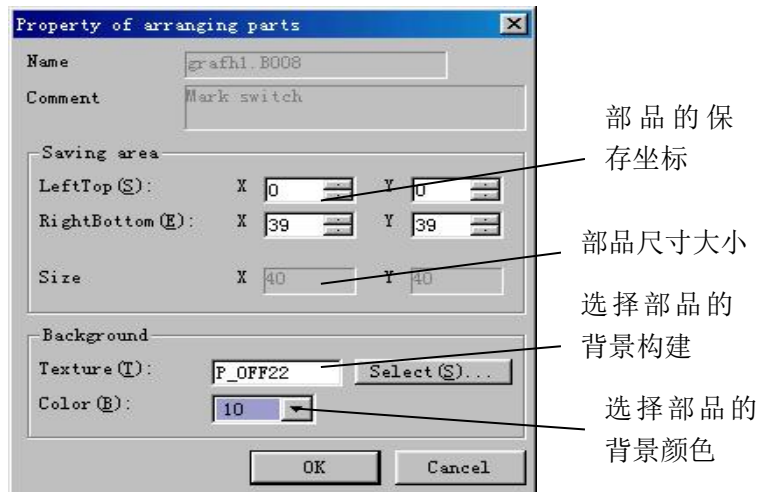 Property of arranging parts
Name grafh1.B008
Comment Mark switch
Saving area
LeftTop(S): X 0 Y 0
RightBottom(E): X 39 Y 39
Size X 40 Y 40
Background
Texture(T): P_OFF22 Select(S)...
Color(B): 10
OK Cancel
部品的保
存坐标
部品尺寸大小
选择部品的
背景构建
选择部品的
背景颜色